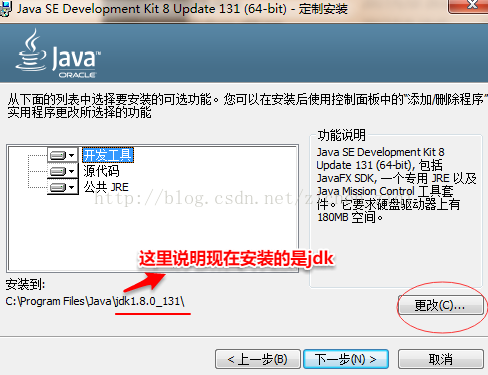 Java SE Development Kit 8 Update 131 (64-bit) - 定制安装
Java
ORACLE
从下面的列表中选择要安装的可选功能。您可以在安装后使用控制面板中的"添加/删除程序"
实用程序更改所选择的功能
开发工具
源代码
公共 JRE
功能说明
Java SE Development Kit 8
Update 131 (64-bit), 包括
JavaFX SDK, 一个专用 JRE 以及
Java Mission Control 工具套
件。它要求硬盘驱动器上有
180MB 空间。
http://blog.csdn.net/z
这里说明现在安装的是jdk
安装到:
C:\Program Files\Java\jdk1.8.0_131\
更改(C)...
< 上一步(B)
下一步(N) >
取消